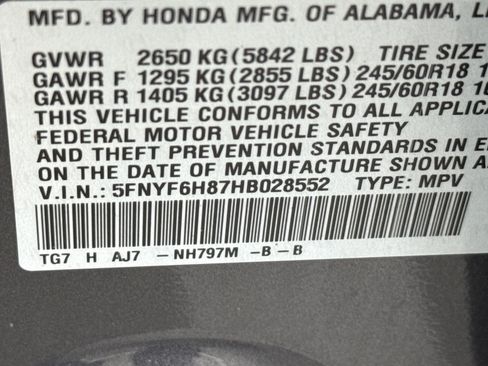 MFD. BY HONDA MFG. OF ALABAMA,
GVWR 2650 KG (5842 LBS) TIRE SIZE
GAWR F 1295 KG (2855 LBS) 245/60R18
GAWR R 1405 KG (3097 LBS) 245/60R18
THIS VEHICLE CONFORMS TO ALL
FEDERAL MOTOR VEHICLE SAFETY
AND THEFT PREVENTION STANDARDS IN
ON THE DATE OF MANUFACTURE SHOWN
V.I.N.: 5FNYF6H87HB028552 TYPE: MPV
TG7 H AJ7 -NH797M -B -B